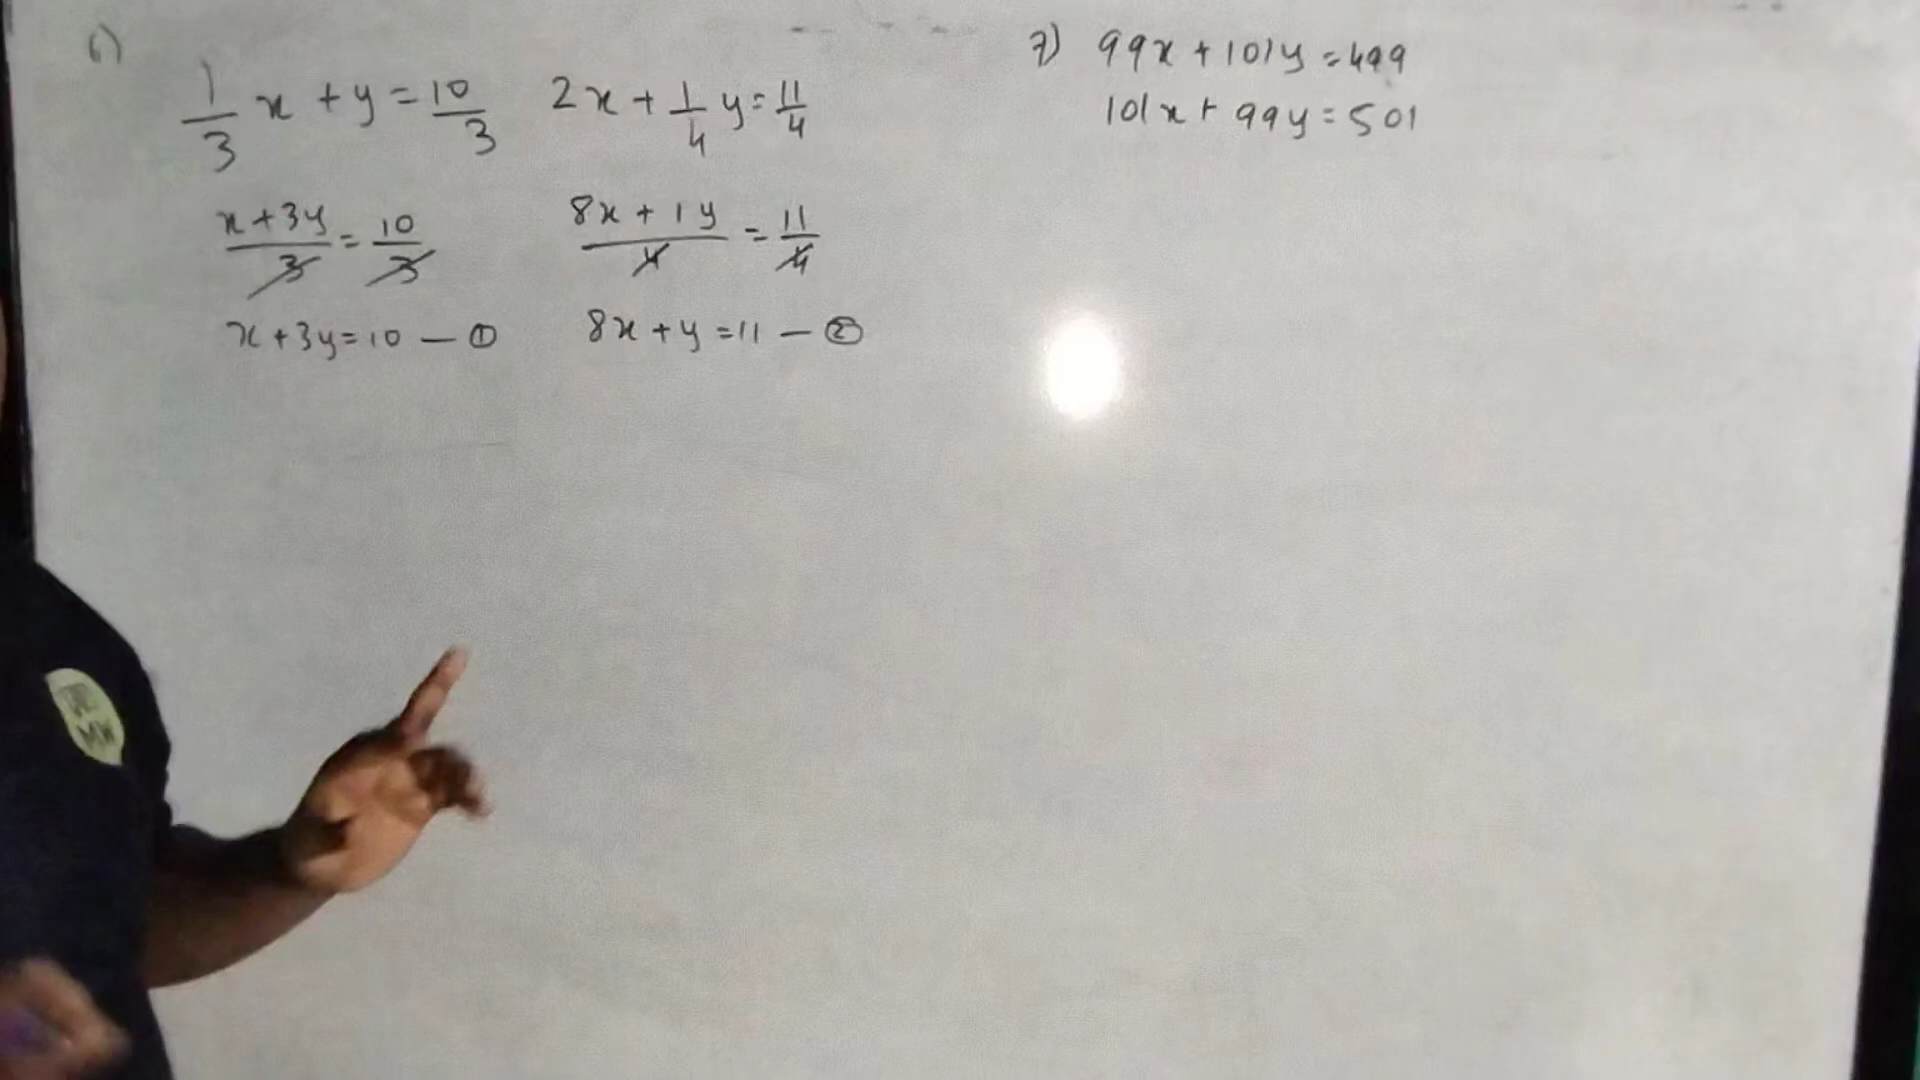 6)
1/3 x + y = 10/3   2x + 1/4 y = 11/4
x + 3y / 3 = 10/3   8x + 1y / 4 = 11/4
x + 3y = 10 — ①   8x + y = 11 — ②
7) 99x + 101y = 499
101x + 99y = 501
MW